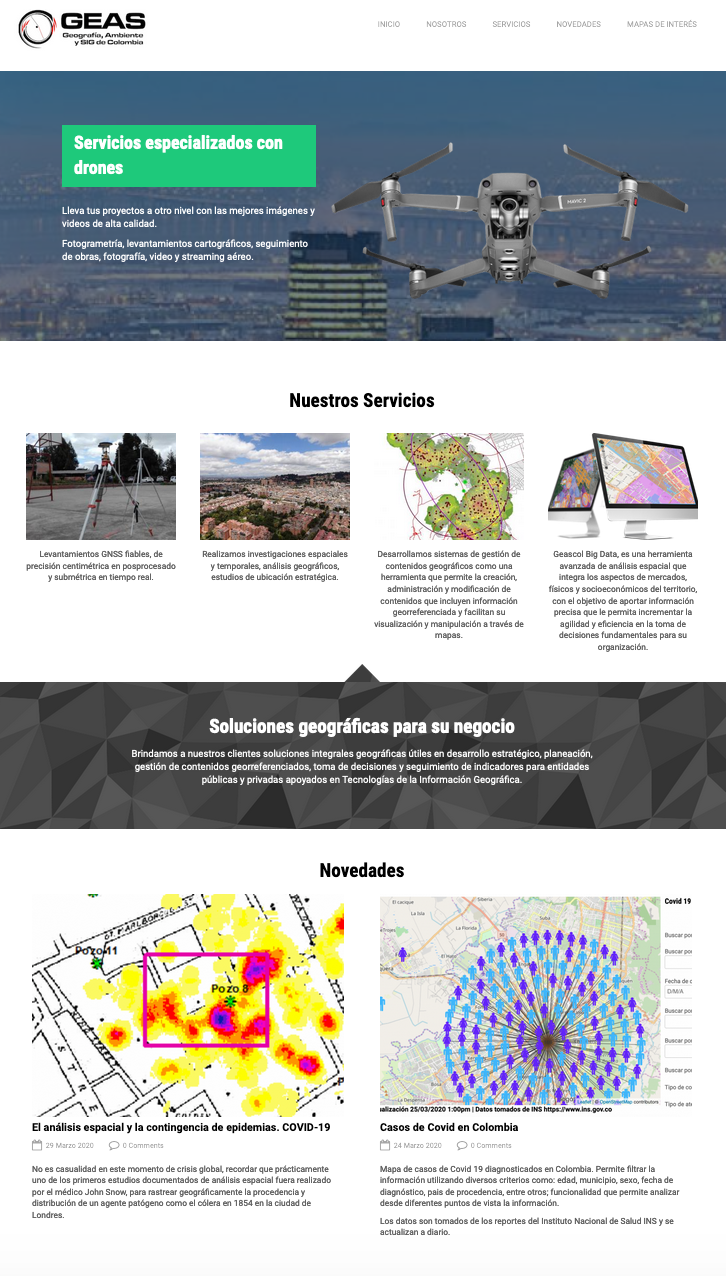 GEAS
Geografía, Ambiente
y SIG de Colombia
INICIO
NOSOTROS
SERVICIOS
NOVEDADES
MAPAS DE INTERÉS
Servicios especializados con
drones
Lleva tus proyectos a otro nivel con las mejores imágenes y
videos de alta calidad.
Fotogrametría, levantamientos cartográficos, seguimiento
de obras, fotografía, video y streaming aéreo.
MAVIC 2
Nuestros Servicios
Levantamientos GNSS fiables, de
precisión centimétrica en posprocesado
y submétrica en tiempo real.
Realizamos investigaciones espaciales
y temporales, análisis geográficos,
estudios de ubicación estratégica.
Desarrollamos sistemas de gestión de
contenidos geográficos como una
herramienta que permite la creación,
administración y modificación de
contenidos que incluyen información
georreferenciada y facilitan su
visualización y manipulación a través de
mapas.
Geascol Big Data, es una herramienta
avanzada de análisis espacial que
integra los aspectos de mercados,
físicos y socioeconómicos del territorio,
con el objetivo de aportar información
precisa que le permita incrementar la
agilidad y eficiencia en la toma de
decisiones fundamentales para su
organización.
Soluciones geográficas para su negocio
Brindamos a nuestros clientes soluciones integrales geográficas útiles en desarrollo estratégico, planeación,
gestión de contenidos georreferenciados, toma de decisiones y seguimiento de indicadores para entidades
públicas y privadas apoyados en Tecnologías de la Información Geográfica.
Novedades
OT MARLBOROUGH
Pozo 11
Pozo 8
STRE
GOLDEN
El cacique
La Isla
Siberia
La Florida
Suba
Covid 19
Buscar por
Buscar por
Fecha de c
D/M/A
Buscar por
Buscar por
Buscar por
Tipo de co
Tipo de ate
La Despensa
Bosa
Leaflet | © OpenStreetMap contributors
alización 25/03/2020 1:00pm | Datos tomados de INS https://www.ins.gov.co
El análisis espacial y la contingencia de epidemias. COVID-19
29 Marzo 2020
0 Comments
No es casualidad en este momento de crisis global, recordar que prácticamente
uno de los primeros estudios documentados de análisis espacial fuera realizado
por el médico John Snow, para rastrear geográficamente la procedencia y
distribución de un agente patógeno como el cólera en 1854 en la ciudad de
Londres.
Casos de Covid en Colombia
24 Marzo 2020
0 Comments
Mapa de casos de Covid 19 diagnosticados en Colombia. Permite filtrar la
información utilizando diversos criterios como: edad, municipio, sexo, fecha de
diagnóstico, pais de procedencia, entre otros; funcionalidad que permite analizar
desde diferentes puntos de vista la información.
Los datos son tomados de los reportes del Instituto Nacional de Salud INS y se
actualizan a diario.